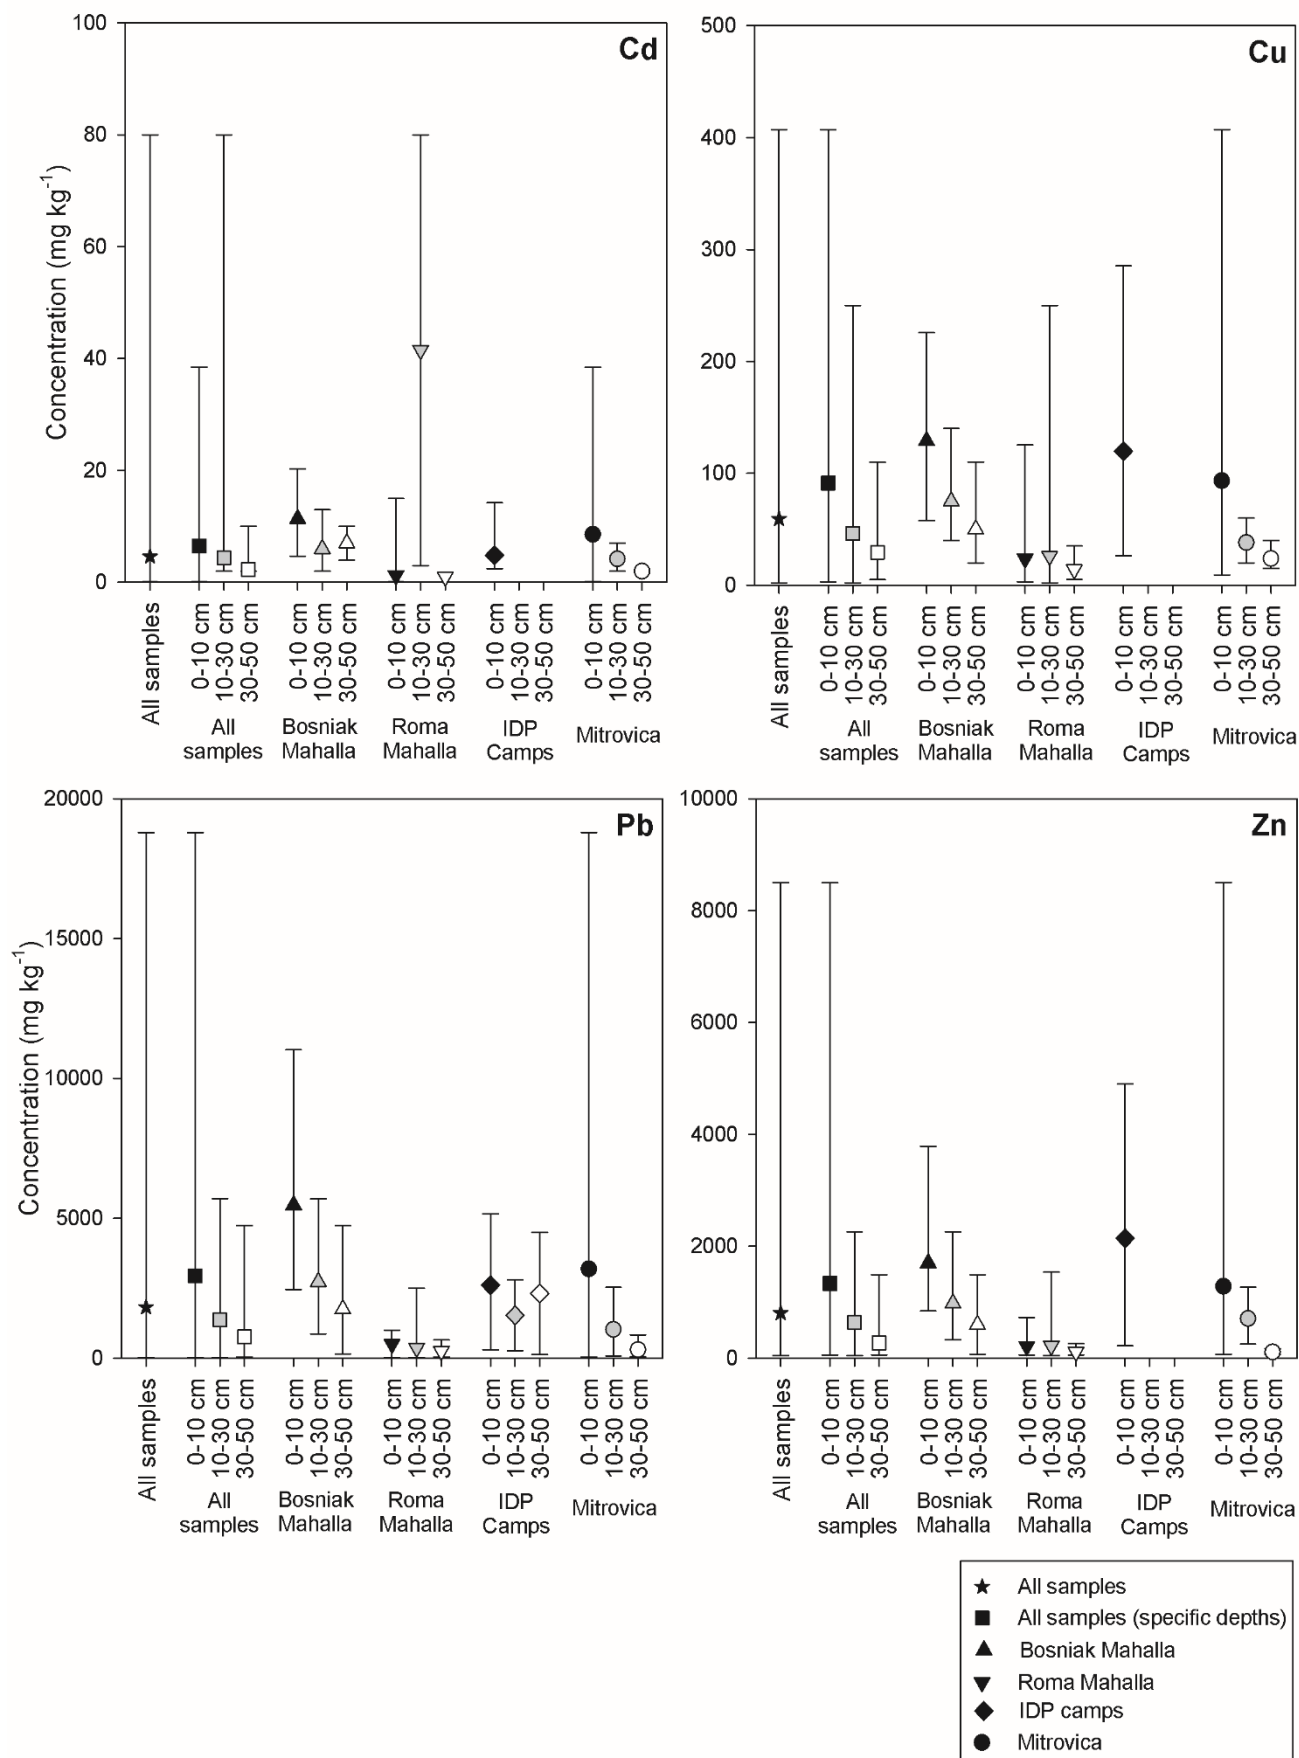 Cd
Concentration (mg kg⁻¹)
100
80
60
40
20
0
All samples
0-10 cm
10-30 cm
30-50 cm
0-10 cm
10-30 cm
30-50 cm
0-10 cm
10-30 cm
30-50 cm
0-10 cm
10-30 cm
30-50 cm
0-10 cm
10-30 cm
30-50 cm
All
samples
Bosniak
Mahalla
Roma
Mahalla
IDP
Camps
Mitrovica
Cu
500
400
300
200
100
0
All samples
0-10 cm
10-30 cm
30-50 cm
0-10 cm
10-30 cm
30-50 cm
0-10 cm
10-30 cm
30-50 cm
0-10 cm
10-30 cm
30-50 cm
0-10 cm
10-30 cm
30-50 cm
All
samples
Bosniak
Mahalla
Roma
Mahalla
IDP
Camps
Mitrovica
Pb
Concentration (mg kg⁻¹)
20000
15000
10000
5000
0
All samples
0-10 cm
10-30 cm
30-50 cm
0-10 cm
10-30 cm
30-50 cm
0-10 cm
10-30 cm
30-50 cm
0-10 cm
10-30 cm
30-50 cm
0-10 cm
10-30 cm
30-50 cm
All
samples
Bosniak
Mahalla
Roma
Mahalla
IDP
Camps
Mitrovica
Zn
10000
8000
6000
4000
2000
0
All samples
0-10 cm
10-30 cm
30-50 cm
0-10 cm
10-30 cm
30-50 cm
0-10 cm
10-30 cm
30-50 cm
0-10 cm
10-30 cm
30-50 cm
0-10 cm
10-30 cm
30-50 cm
All
samples
Bosniak
Mahalla
Roma
Mahalla
IDP
Camps
Mitrovica
All samples
All samples (specific depths)
Bosniak Mahalla
Roma Mahalla
IDP camps
Mitrovica